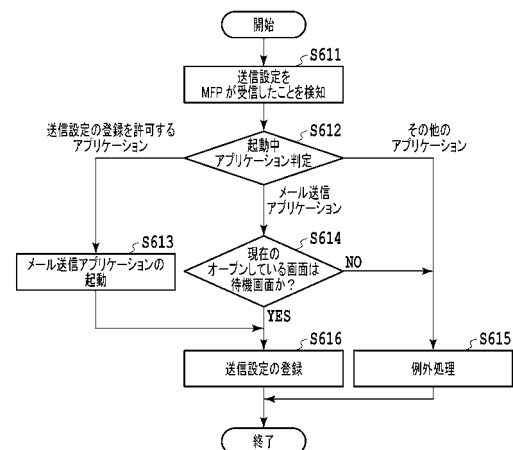 開始
S611
送信設定を
MFPが受信したことを検知
送信設定の登録を許可する
アプリケーション
S612
起動中
アプリケーション判定
その他の
アプリケーション
メール送信
アプリケーション
S613
メール送信アプリケーションの
起動
S614
現在の
オープンしている画面は
待機画面か?
NO
YES
S616
送信設定の登録
S615
例外処理
終了